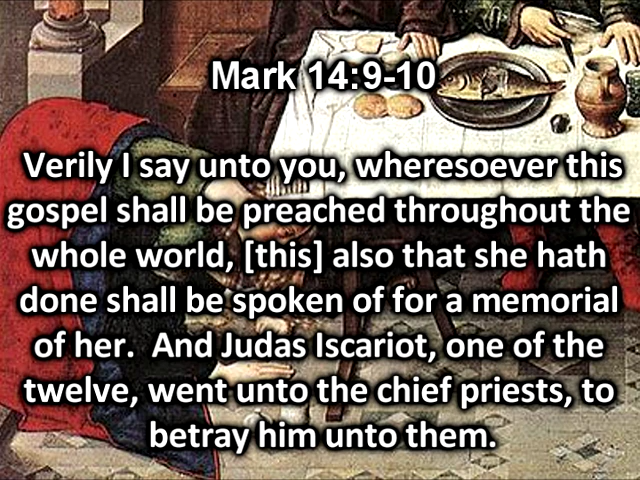 Mark 14:9-10
Verily I say unto you, wheresoever this
gospel shall be preached throughout the
whole world, [this] also that she hath
done shall be spoken of for a memorial
of her.  And Judas Iscariot, one of the
twelve, went unto the chief priests, to
betray him unto them.